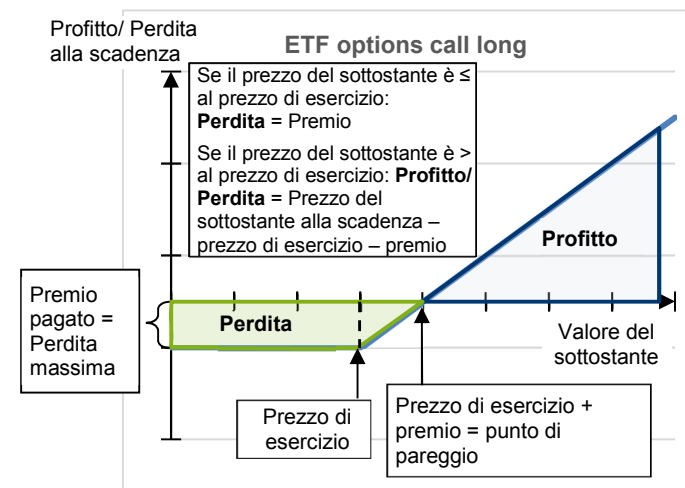 Profitto/ Perdita
alla scadenza
ETF options call long
Se il prezzo del sottostante è ≤
al prezzo di esercizio:
Perdita = Premio
Se il prezzo del sottostante è >
al prezzo di esercizio: Profitto/
Perdita = Prezzo del
sottostante alla scadenza –
prezzo di esercizio – premio
Profitto
Premio
pagato =
Perdita
massima
Perdita
Valore del
sottostante
Prezzo di
esercizio
Prezzo di esercizio +
premio = punto di
pareggio